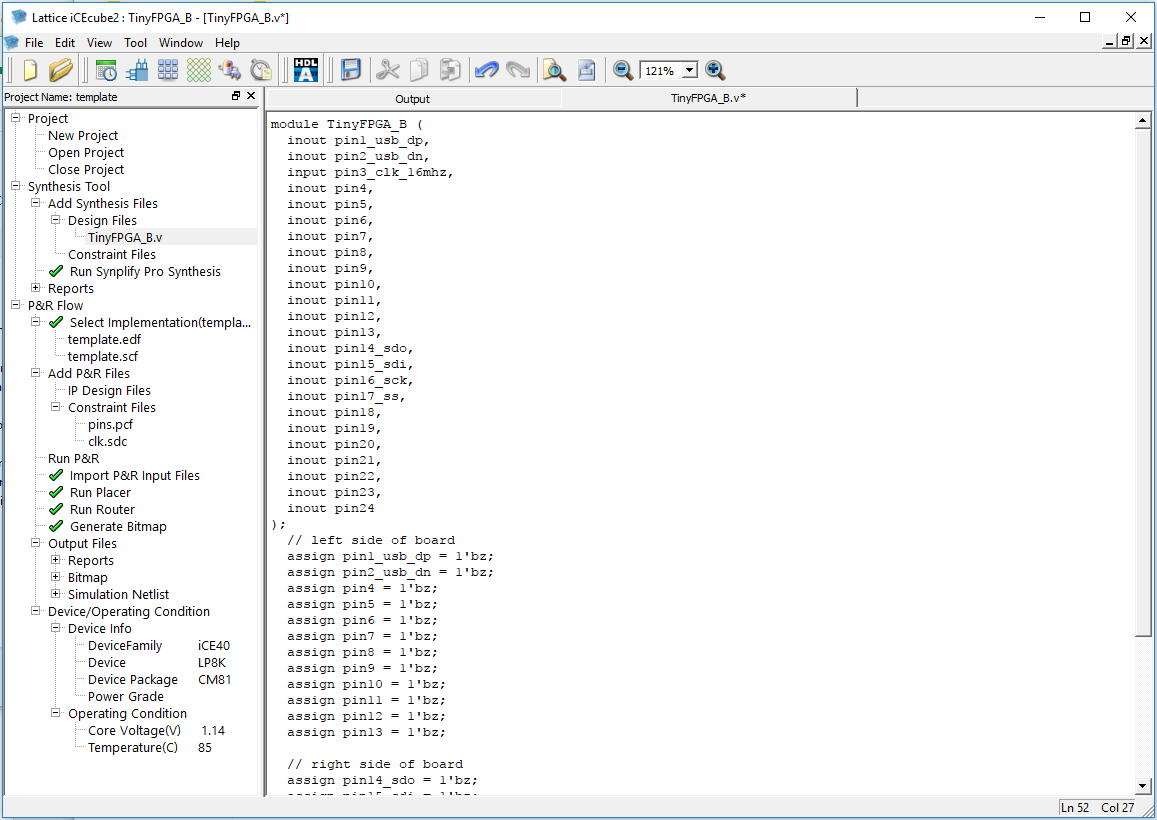 Lattice iCEcube2 : TinyFPGA_B - [TinyFPGA_B.v*]
File Edit View Tool Window Help
HDL A 121%
Project Name: template
Output TinyFPGA_B.v*
Project
New Project
Open Project
Close Project
Synthesis Tool
Add Synthesis Files
Design Files
TinyFPGA_B.v
Constraint Files
Run Synplify Pro Synthesis
Reports
P&R Flow
Select Implementation(templa...
template.edf
template.scf
Add P&R Files
IP Design Files
Constraint Files
pins.pcf
clk.sdc
Run P&R
Import P&R Input Files
Run Placer
Run Router
Generate Bitmap
Output Files
Reports
Bitmap
Simulation Netlist
Device/Operating Condition
Device Info
DeviceFamily iCE40
Device LP8K
Device Package CM81
Power Grade
Operating Condition
Core Voltage(V) 1.14
Temperature(C) 85
module TinyFPGA_B (
inout pin1_usb_dp,
inout pin2_usb_dn,
input pin3_clk_16mhz,
inout pin4,
inout pin5,
inout pin6,
inout pin7,
inout pin8,
inout pin9,
inout pin10,
inout pin11,
inout pin12,
inout pin13,
inout pin14_sdo,
inout pin15_sdi,
inout pin16_sck,
inout pin17_ss,
inout pin18,
inout pin19,
inout pin20,
inout pin21,
inout pin22,
inout pin23,
inout pin24
);
// left side of board
assign pin1_usb_dp = 1'bz;
assign pin2_usb_dn = 1'bz;
assign pin4 = 1'bz;
assign pin5 = 1'bz;
assign pin6 = 1'bz;
assign pin7 = 1'bz;
assign pin8 = 1'bz;
assign pin9 = 1'bz;
assign pin10 = 1'bz;
assign pin11 = 1'bz;
assign pin12 = 1'bz;
assign pin13 = 1'bz;
// right side of board
assign pin14_sdo = 1'bz;
assign pin15_sdi = 1'bz;
Ln 52 Col 27